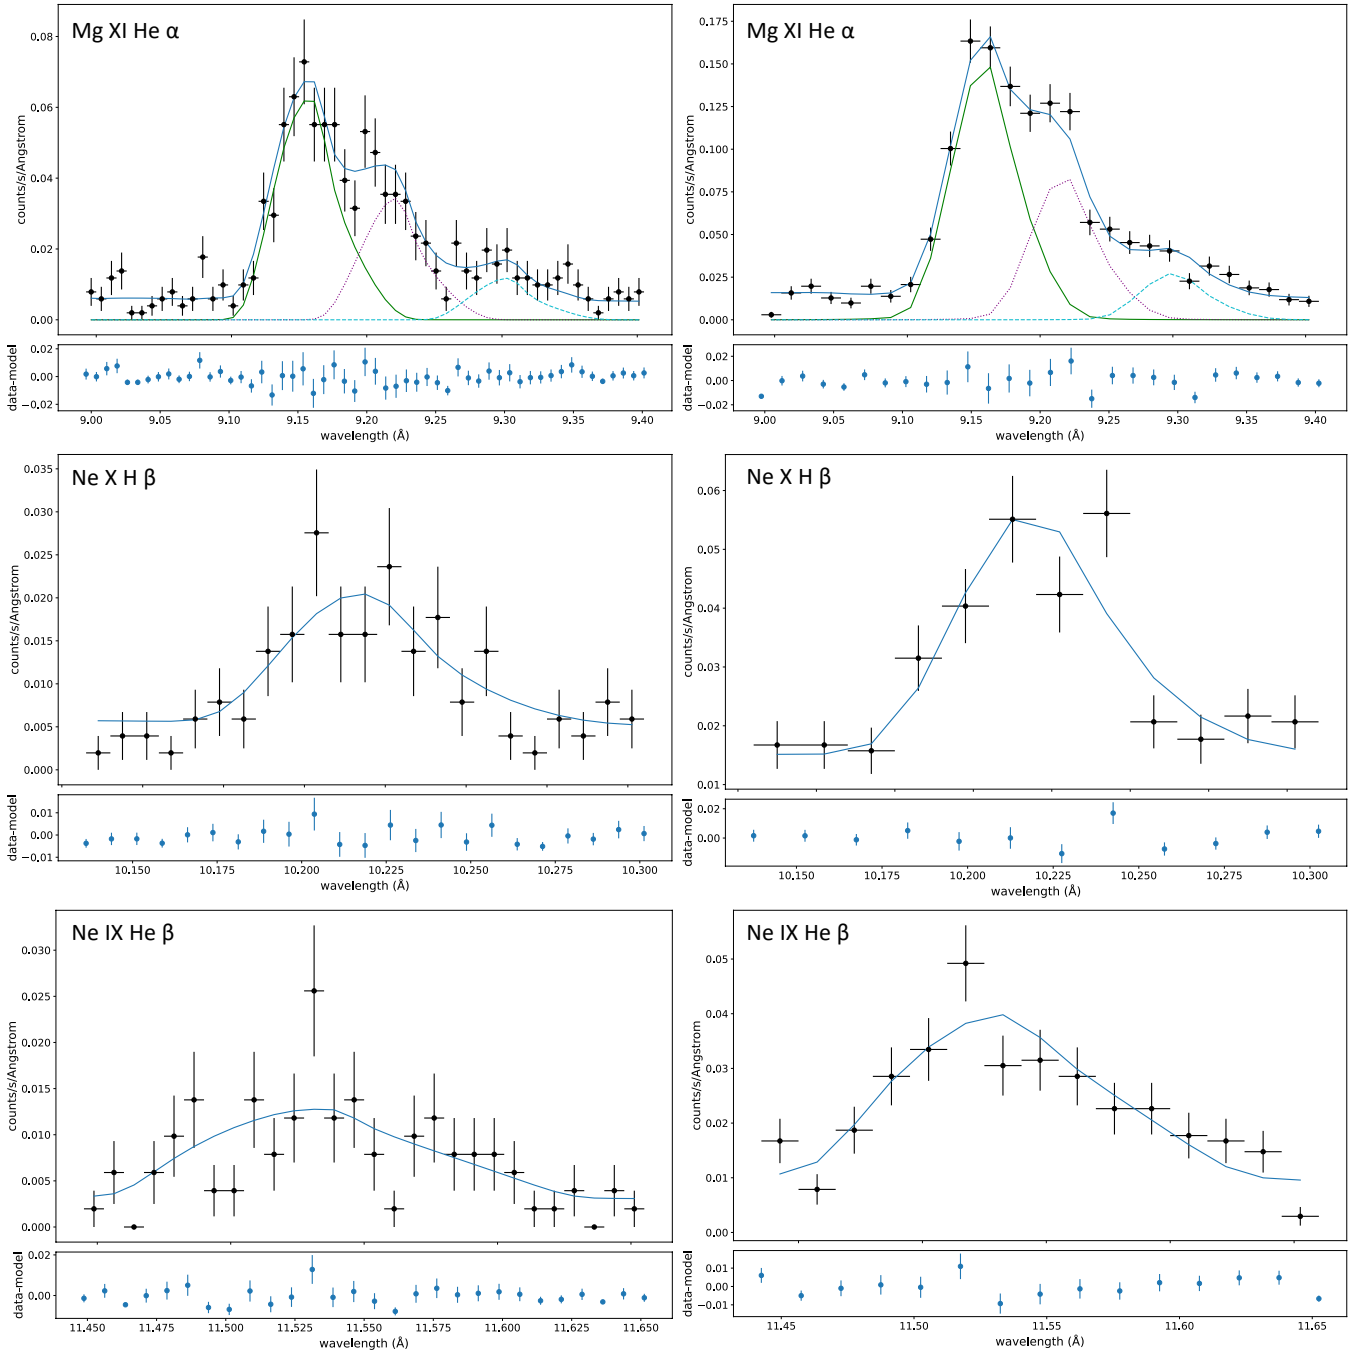 Mg XI He α
counts/s/Angstrom
0.08
0.06
0.04
0.02
0.00
data-model
0.02
0.00
−0.02
9.00 9.05 9.10 9.15 9.20 9.25 9.30 9.35 9.40
wavelength (Å)
Mg XI He α
counts/s/Angstrom
0.175
0.150
0.125
0.100
0.075
0.050
0.025
0.000
data-model
0.02
0.00
−0.02
9.00 9.05 9.10 9.15 9.20 9.25 9.30 9.35 9.40
wavelength (Å)
Ne X H β
counts/s/Angstrom
0.035
0.030
0.025
0.020
0.015
0.010
0.005
0.000
data-model
0.01
0.00
−0.01
10.150 10.175 10.200 10.225 10.250 10.275 10.300
wavelength (Å)
Ne X H β
counts/s/Angstrom
0.06
0.05
0.04
0.03
0.02
0.01
data-model
0.02
0.00
10.150 10.175 10.200 10.225 10.250 10.275 10.300
wavelength (Å)
Ne IX He β
counts/s/Angstrom
0.030
0.025
0.020
0.015
0.010
0.005
0.000
data-model
0.02
0.00
11.450 11.475 11.500 11.525 11.550 11.575 11.600 11.625 11.650
wavelength (Å)
Ne IX He β
counts/s/Angstrom
0.05
0.04
0.03
0.02
0.01
0.00
data-model
0.01
0.00
−0.01
11.45 11.50 11.55 11.60 11.65
wavelength (Å)